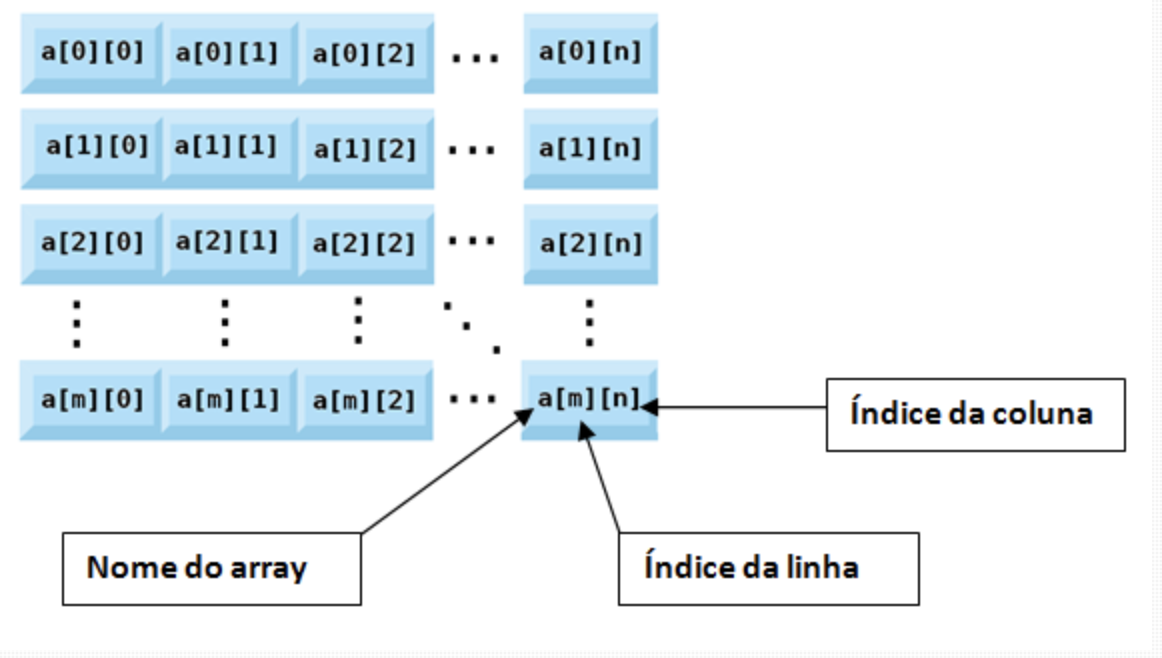 a[0][0] a[0][1] a[0][2] ... a[0][n]
a[1][0] a[1][1] a[1][2] ... a[1][n]
a[2][0] a[2][1] a[2][2] ... a[2][n]
a[m][0] a[m][1] a[m][2] ... a[m][n]
Índice da coluna
Nome do array
Índice da linha